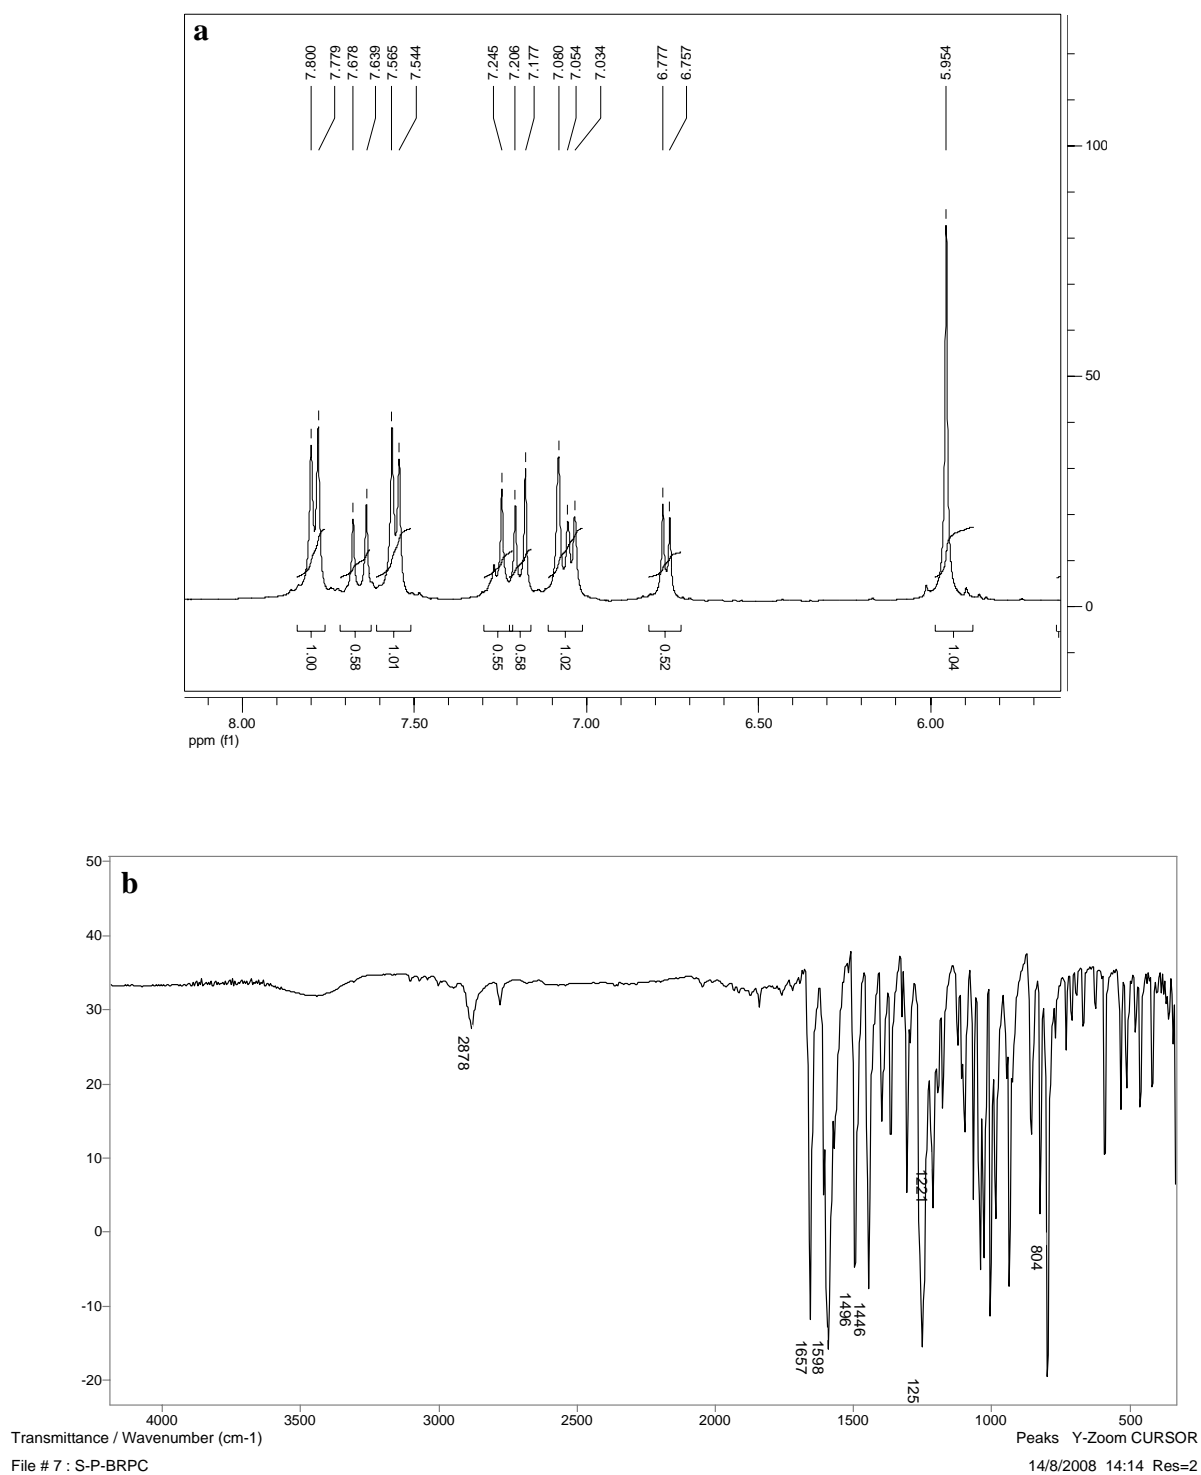 a
7.800 7.779 7.678 7.639 7.565 7.544 7.245 7.206 7.177 7.080 7.054 7.034 6.777 6.757 5.954
100
50
0
1.00 0.58 1.01 0.55 0.58 1.02 0.52 1.04
8.00 7.50 7.00 6.50 6.00
ppm (f1)
b
50
40
30
20
10
0
-10
-20
2878
1657
1598
1496
1446
125
1221
804
4000 3500 3000 2500 2000 1500 1000 500
Transmittance / Wavenumber (cm-1) Peaks Y-Zoom CURSOR
File # 7 : S-P-BRPC 14/8/2008 14:14 Res=2